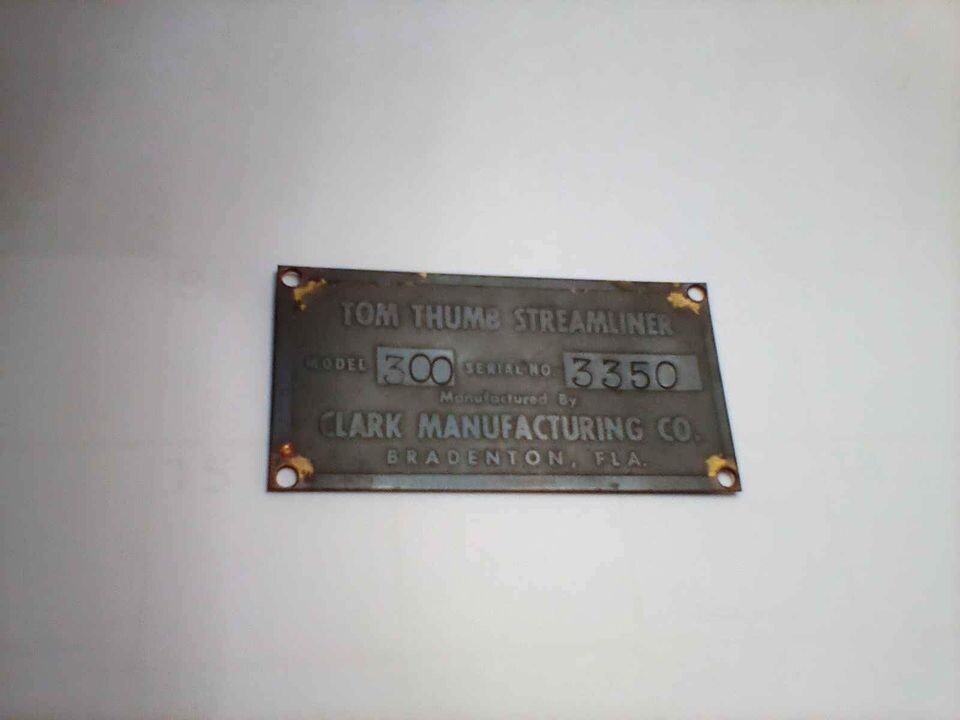 TOM THUMB STREAMLINER
MODEL 300 SERIAL NO. 3350
Manufactured By
CLARK MANUFACTURING CO.
BRADENTON, FLA.